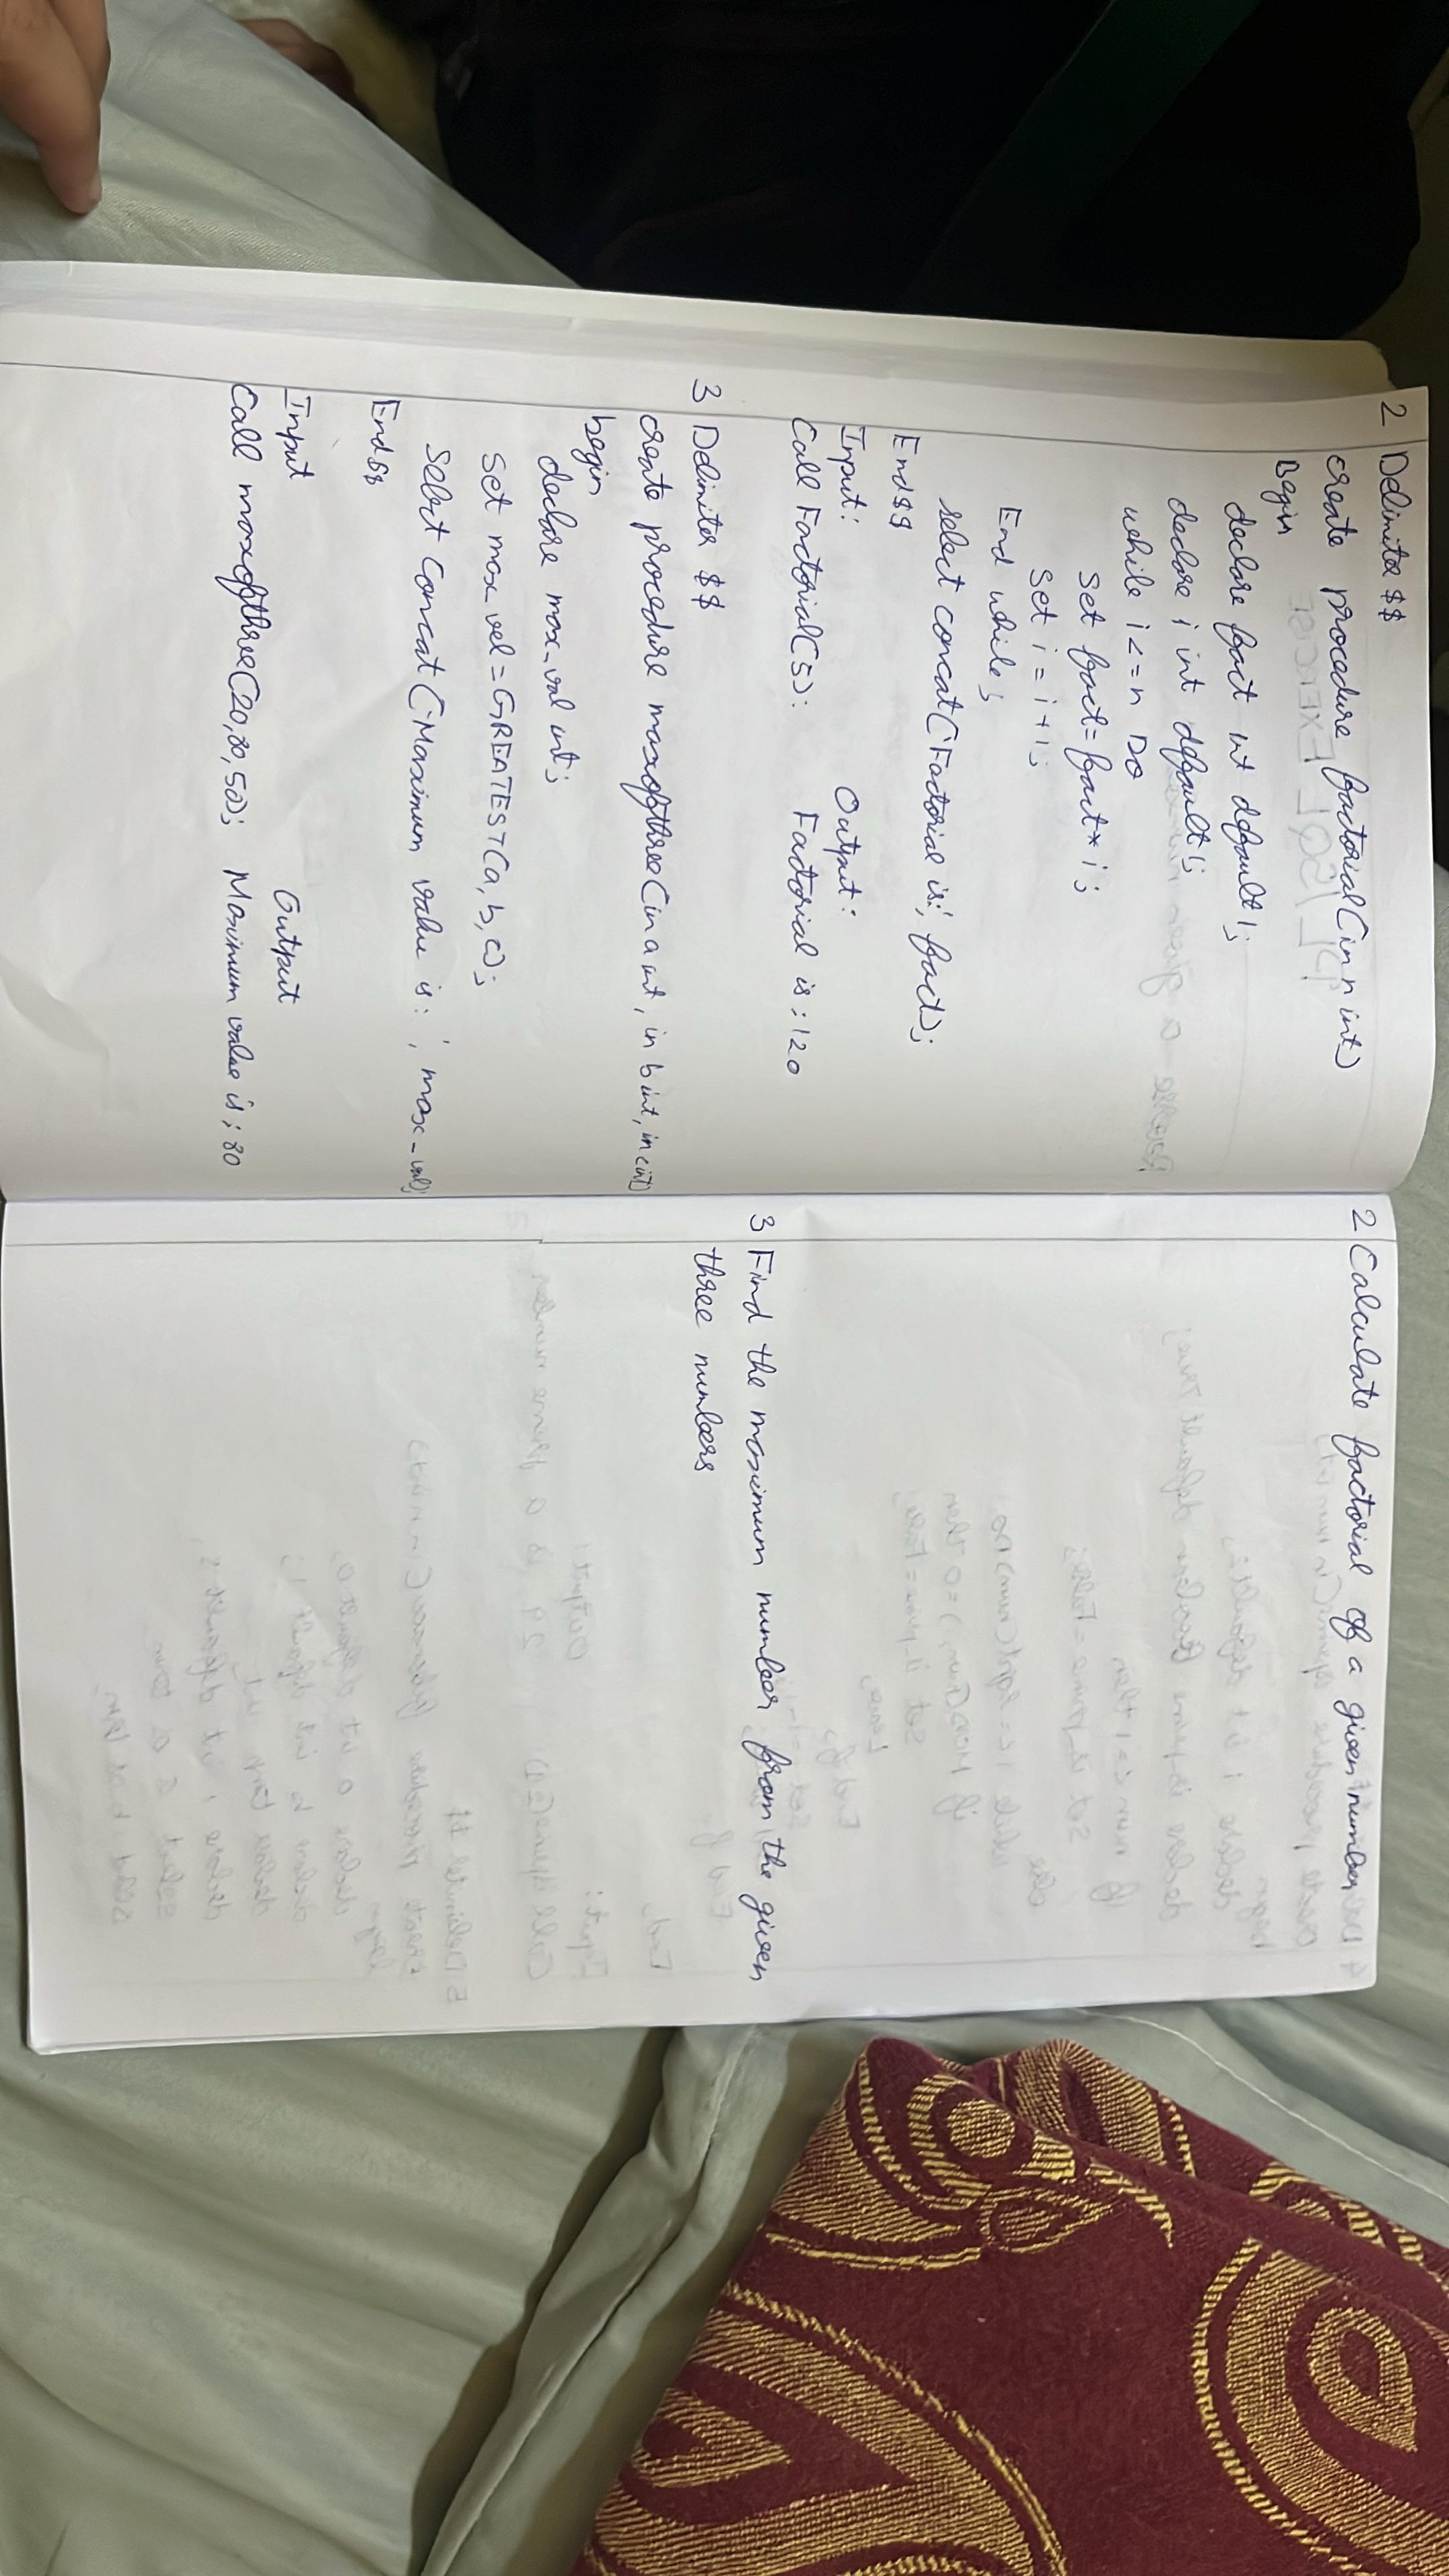 2 Delimiter $$
create procedure factorial(in n int)
Begin
declare fact int default 1;
declare i int default 1;
while i <= n Do
Set fact = fact * i;
Set i = i + 1;
End while;
select concat('Factorial is:', fact);
End $$
Input: Output:
Call Factorial(5): Factorial is : 120
3 Delimiter $$
create procedure maxofthree(in a int, in b int, in c int)
begin
declare max_val int;
Set max_vel = GREATEST(a, b, c);
Select concat('Maximum value is: ', max_val);
End $$
Input Output
Call maxofthree(20,80,50); Maximum value is : 80
2 Calculate factorial of a given number
3 Find the maximum number from the given
three numbers